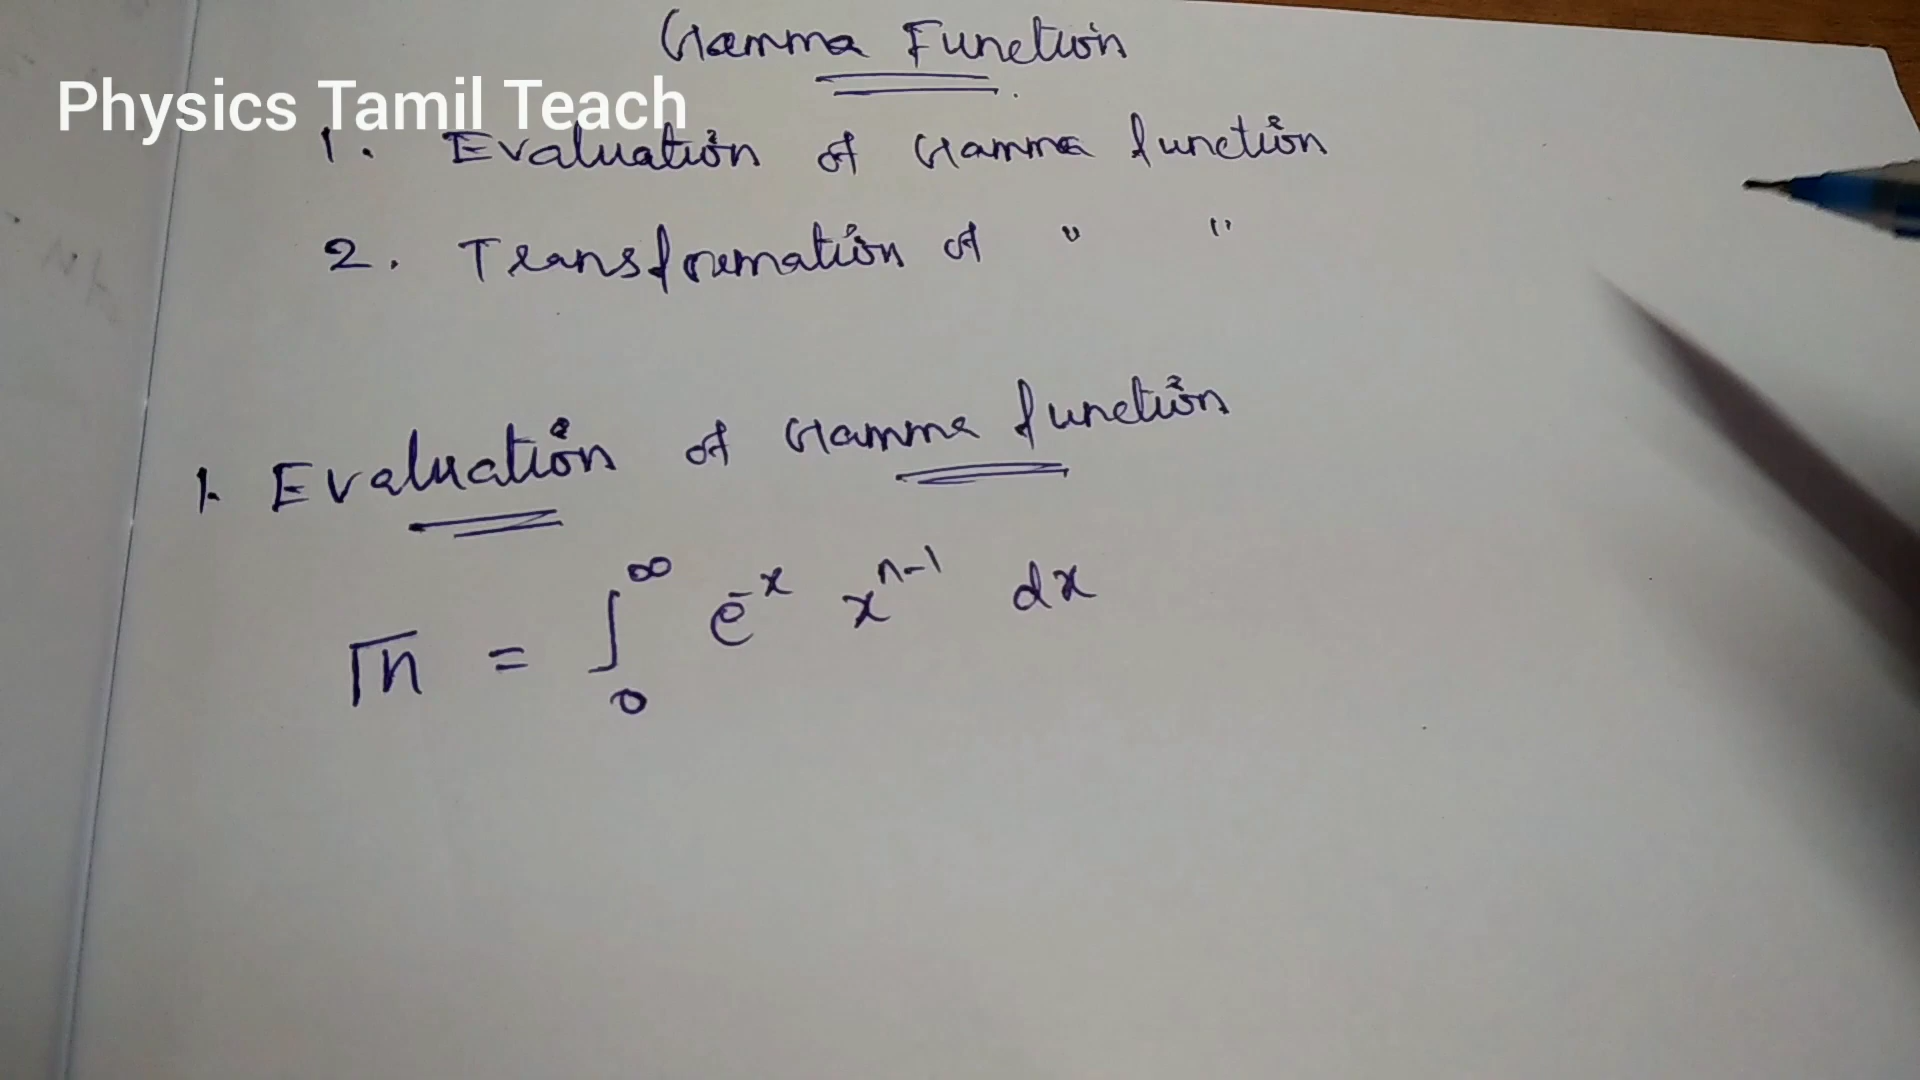 Gamma Function
Physics Tamil Teach
1. Evaluation of Gamma function
2. Transformation of " "
1. Evaluation of Gamma function
Γn = ∫₀^∞ e^-x x^n-1 dx